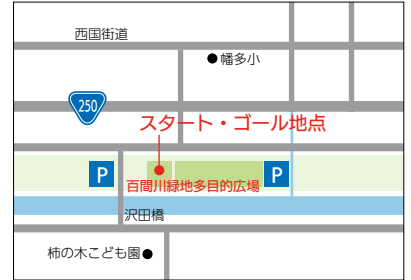 西国街道
幡多小
250
スタート・ゴール地点
P
P
百間川緑地多目的広場
沢田橋
柿の木こども園